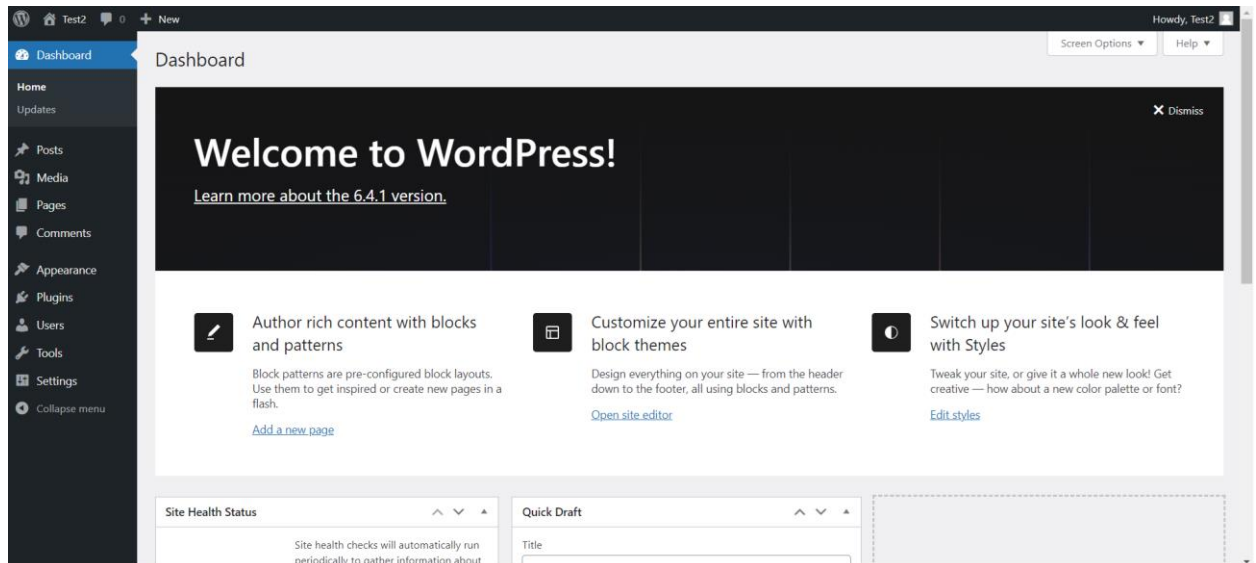 Test2 0 New Howdy, Test2
Dashboard
Home
Updates
Posts
Media
Pages
Comments
Appearance
Plugins
Users
Tools
Settings
Collapse menu
Screen Options Help
Dashboard
Dismiss
Welcome to WordPress!
Learn more about the 6.4.1 version.
Author rich content with blocks
and patterns
Block patterns are pre-configured block layouts.
Use them to get inspired or create new pages in a
flash.
Add a new page
Customize your entire site with
block themes
Design everything on your site — from the header
down to the footer, all using blocks and patterns.
Open site editor
Switch up your site's look & feel
with Styles
Tweak your site, or give it a whole new look! Get
creative — how about a new color palette or font?
Edit styles
Site Health Status
Site health checks will automatically run
periodically to gather information about
Quick Draft
Title